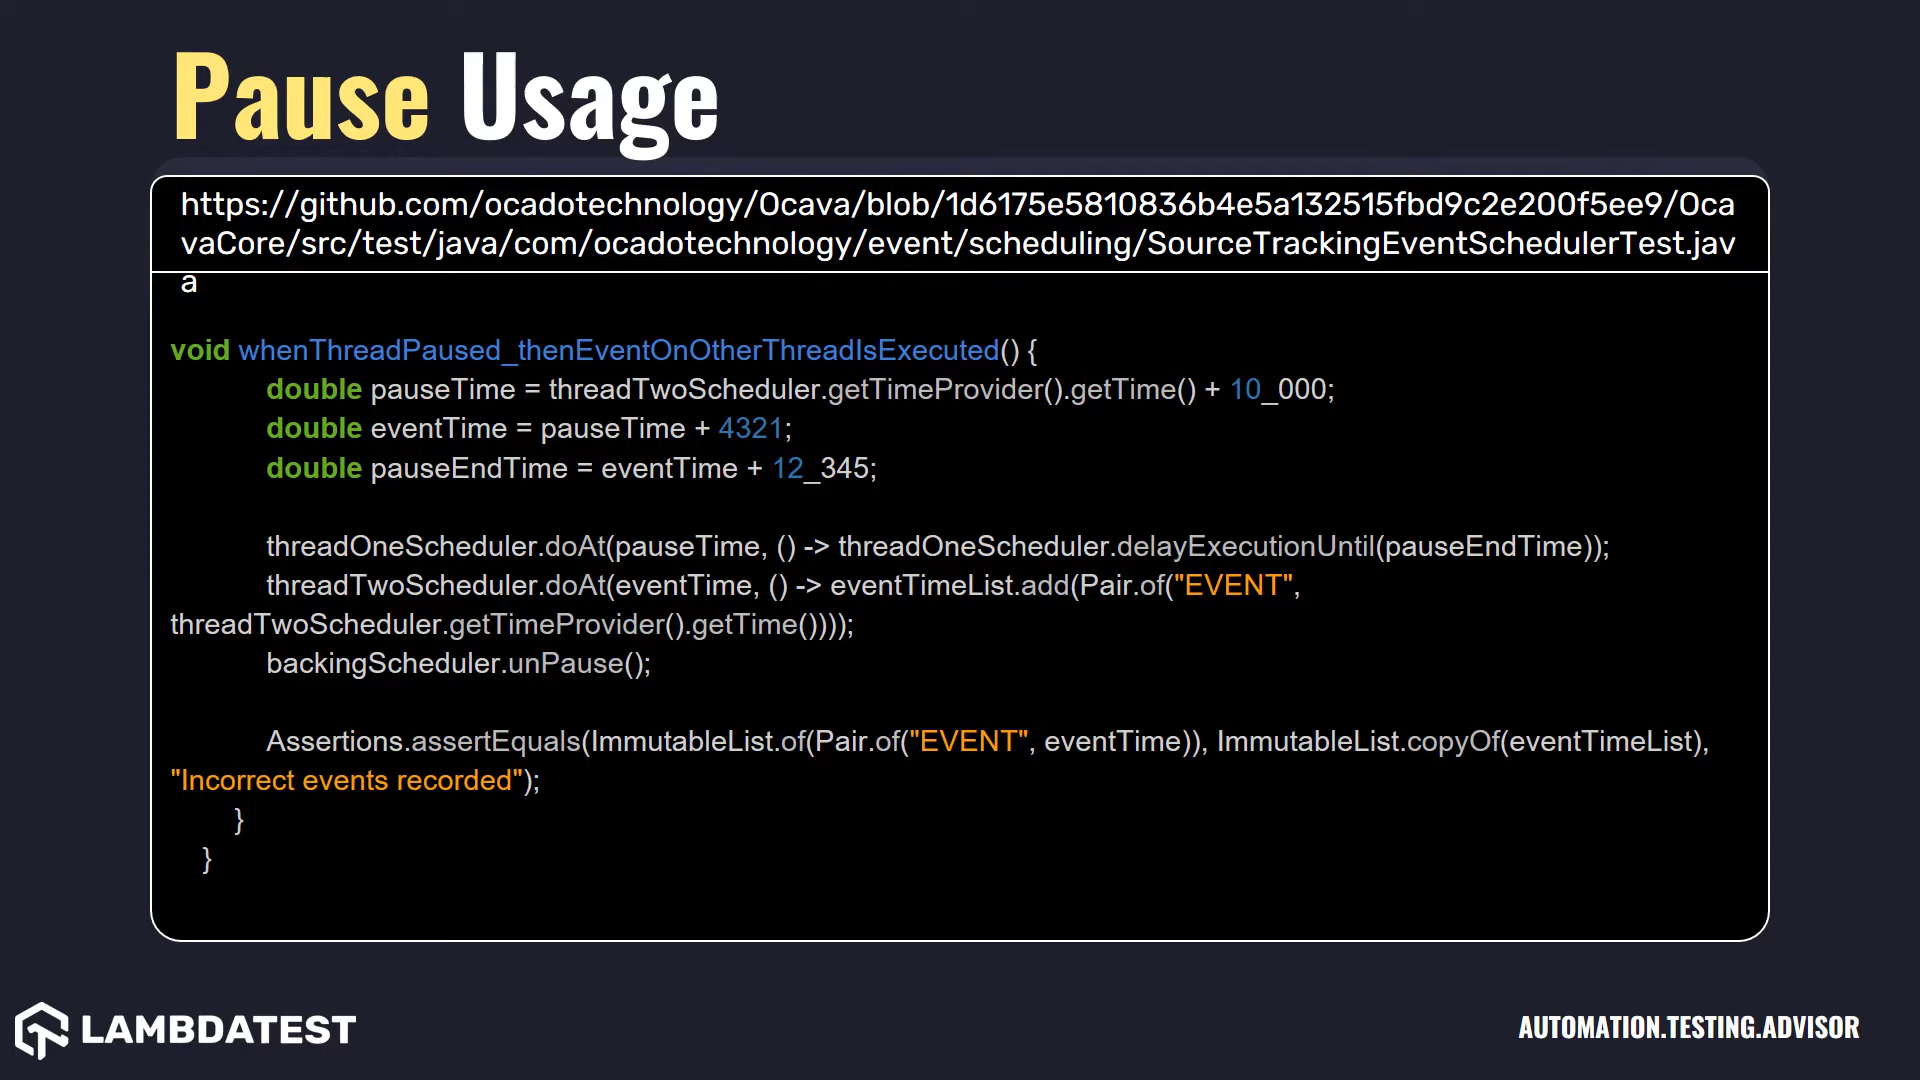 Pause Usage
https://github.com/ocadotechnology/Ocava/blob/1d6175e5810836b4e5a132515fbd9c2e200f5ee9/Oca
vaCore/src/test/java/com/ocadotechnology/event/scheduling/SourceTrackingEventSchedulerTest.jav
a
void whenThreadPaused_thenEventOnOtherThreadIsExecuted() {
double pauseTime = threadTwoScheduler.getTimeProvider().getTime() + 10_000;
double eventTime = pauseTime + 4321;
double pauseEndTime = eventTime + 12_345;
threadOneScheduler.doAt(pauseTime, () -> threadOneScheduler.delayExecutionUntil(pauseEndTime));
threadTwoScheduler.doAt(eventTime, () -> eventTimeList.add(Pair.of("EVENT",
threadTwoScheduler.getTimeProvider().getTime())));
backingScheduler.unPause();
Assertions.assertEquals(ImmutableList.of(Pair.of("EVENT", eventTime)), ImmutableList.copyOf(eventTimeList),
"Incorrect events recorded");
}
}
LAMBDATEST
AUTOMATION.TESTING.ADVISOR